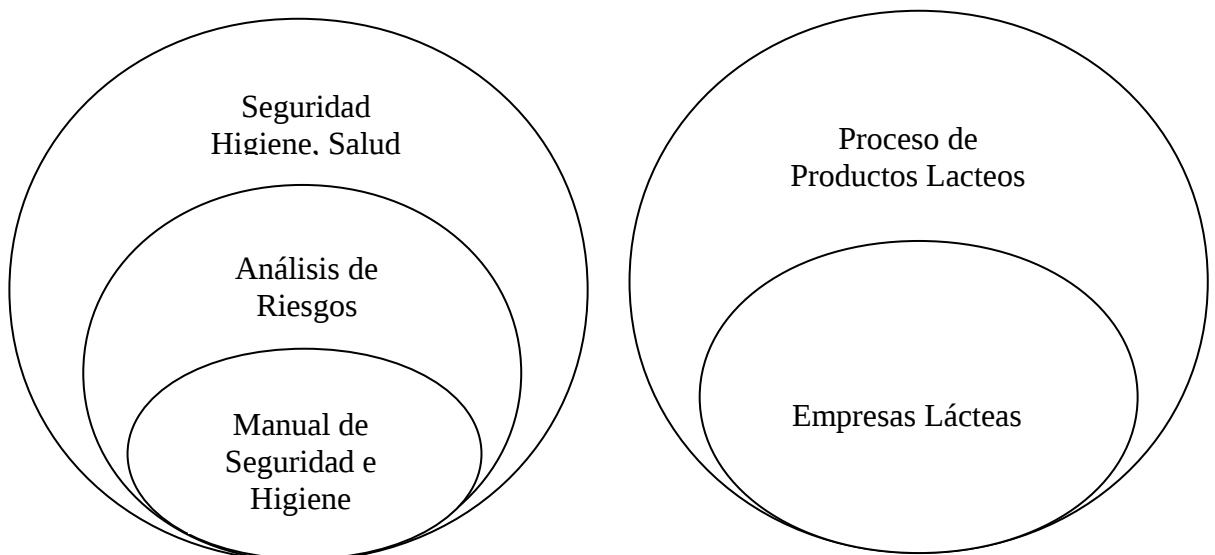 Seguridad
Higiene, Salud
Análisis de
Riesgos
Manual de
Seguridad e
Higiene
Proceso de
Productos Lacteos
Empresas Lácteas